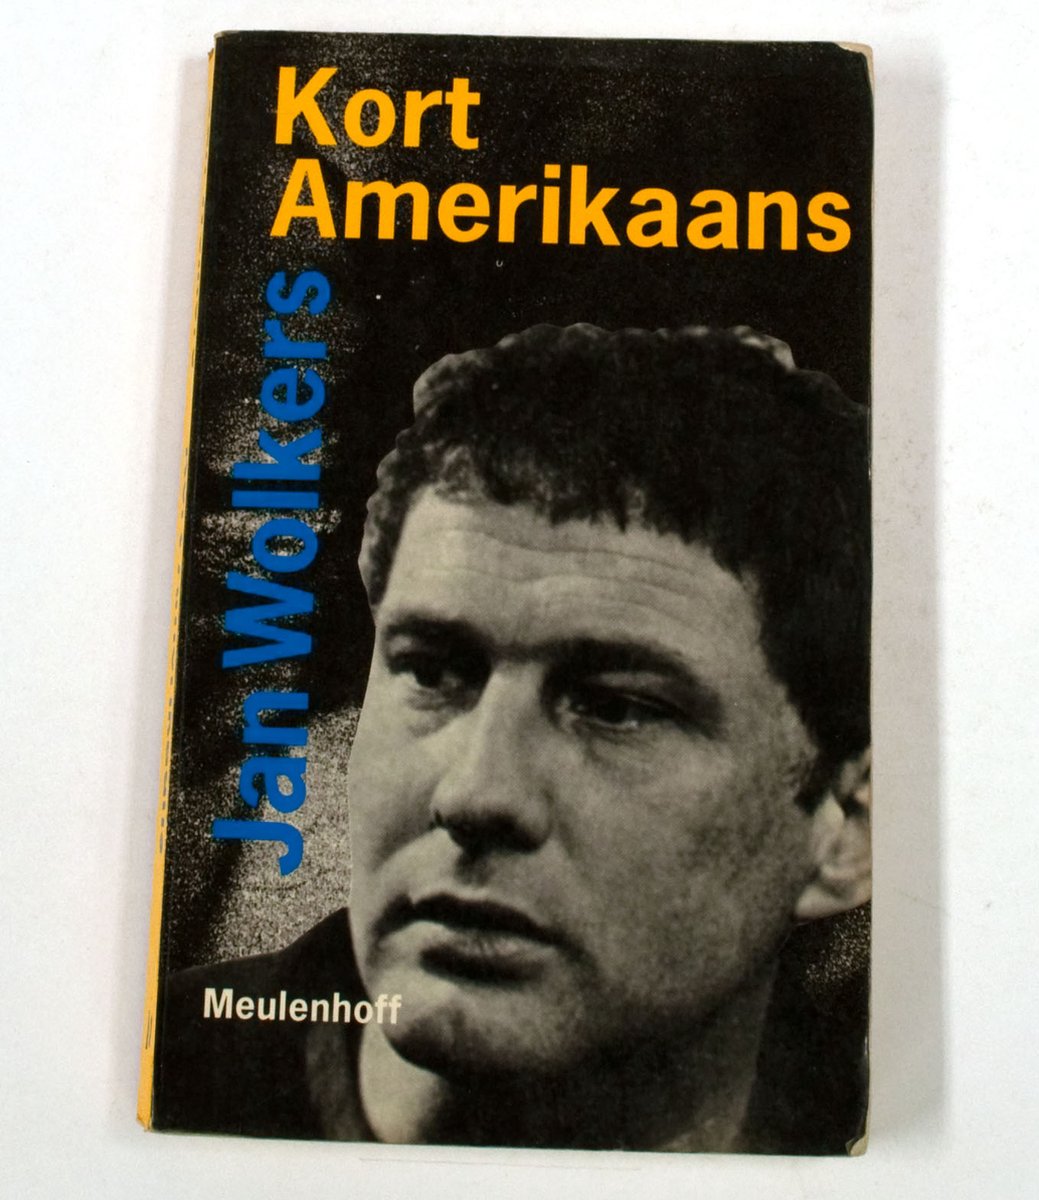 Kort
Amerikaans
Jan Wolkers
Meulenhoff